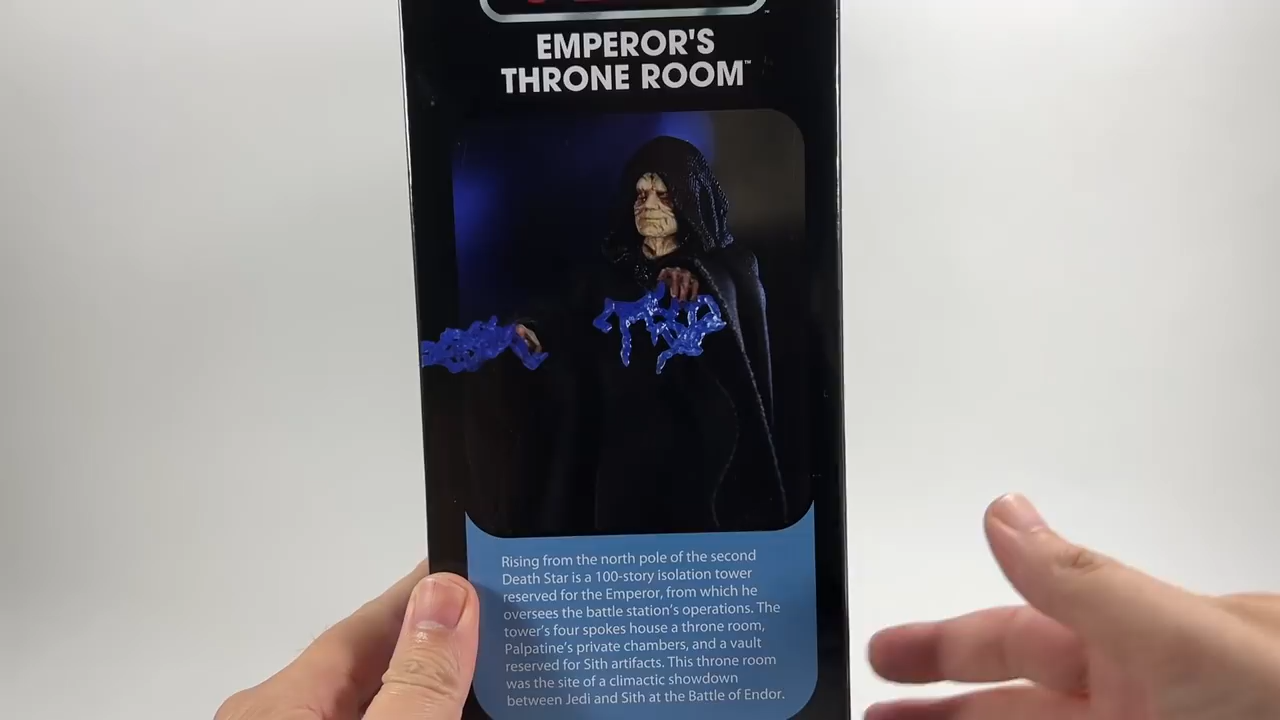 EMPEROR'S
THRONE ROOM™
Rising from the north pole of the second
Death Star is a 100-story isolation tower
reserved for the Emperor, from which he
oversees the battle station's operations. The
tower's four spokes house a throne room,
Palpatine's private chambers, and a vault
reserved for Sith artifacts. This throne room
was the site of a climactic showdown
between Jedi and Sith at the Battle of Endor.